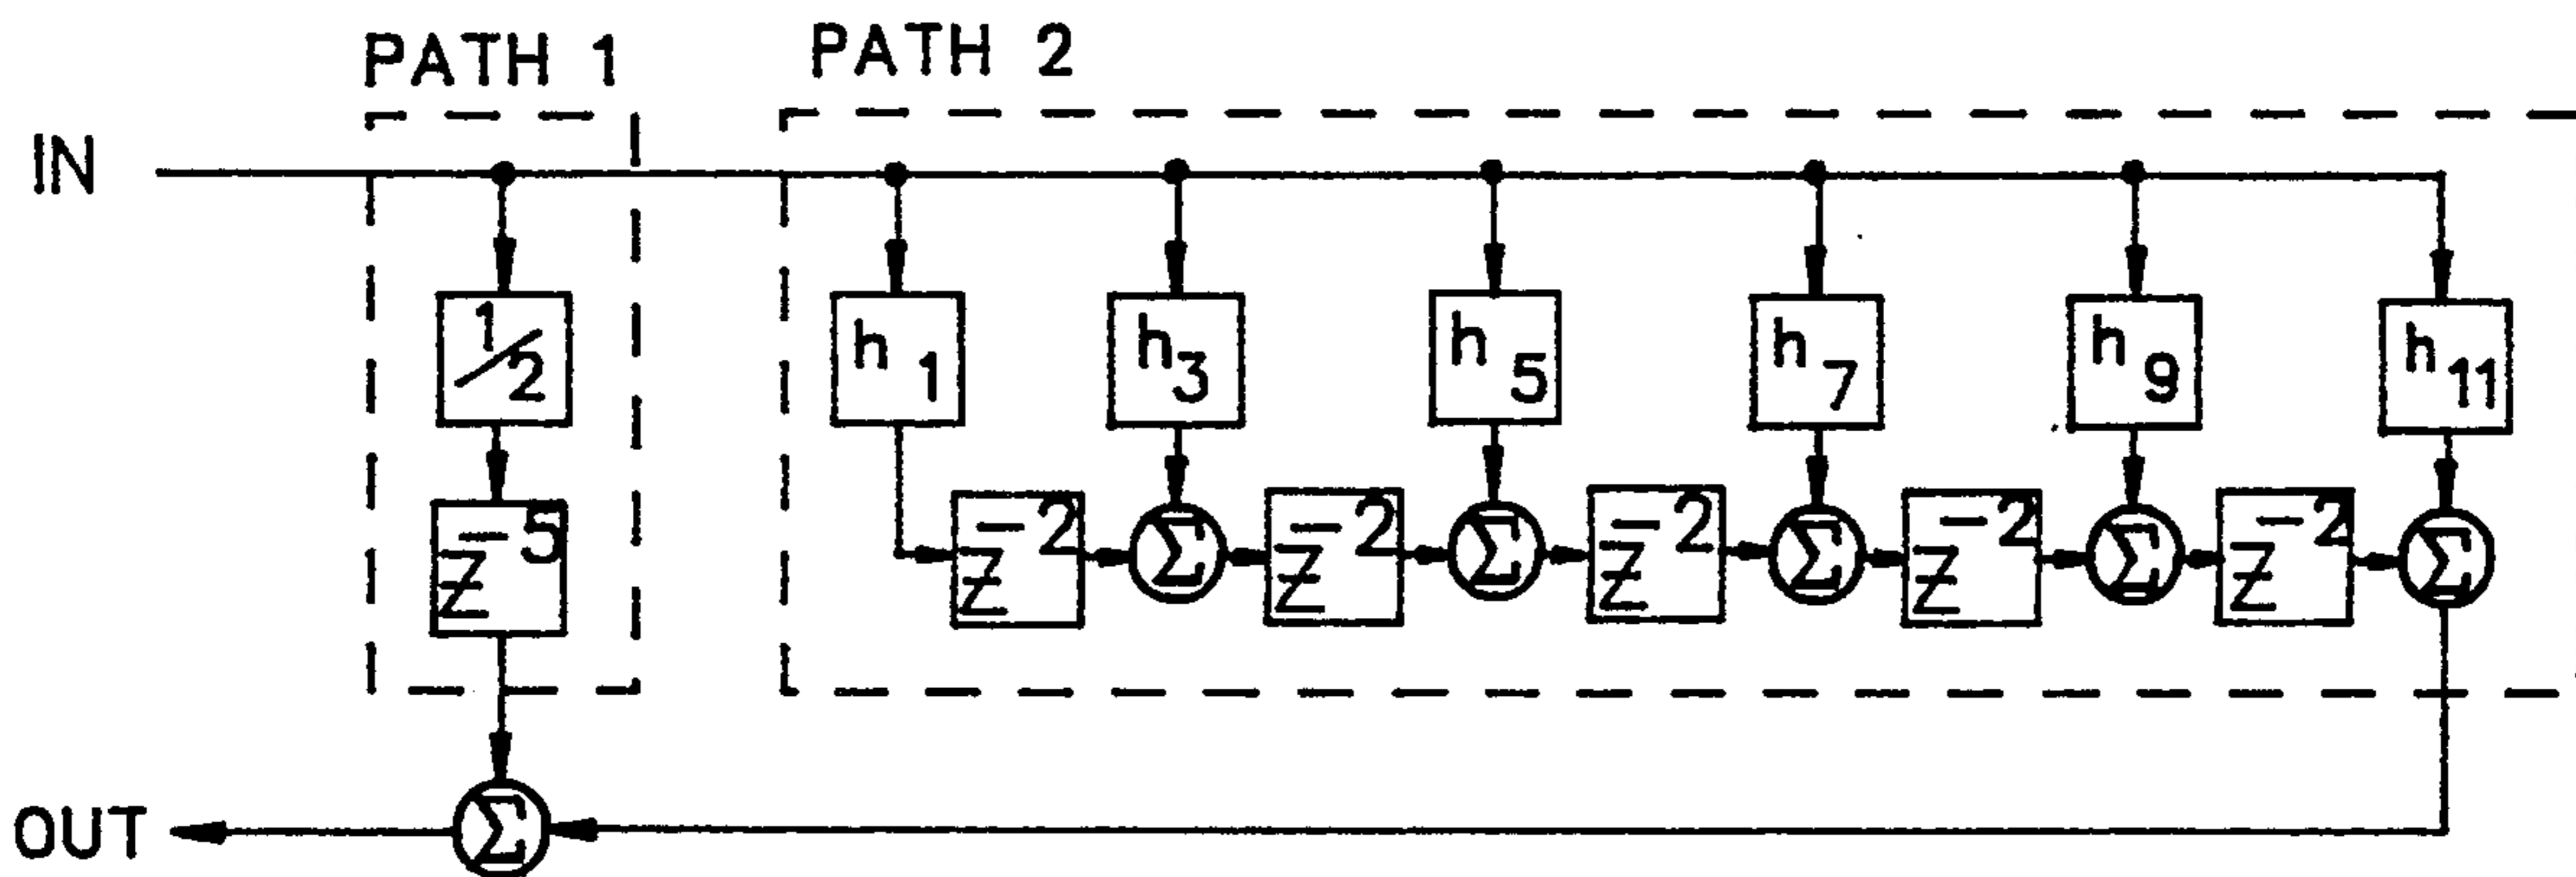 PATH 1 PATH 2
IN
1/2 h1 h3 h5 h7 h9 h11
Z-5 Z-2 Σ Z-2 Σ Z-2 Σ Z-2 Σ Z-2 Σ
OUT Σ